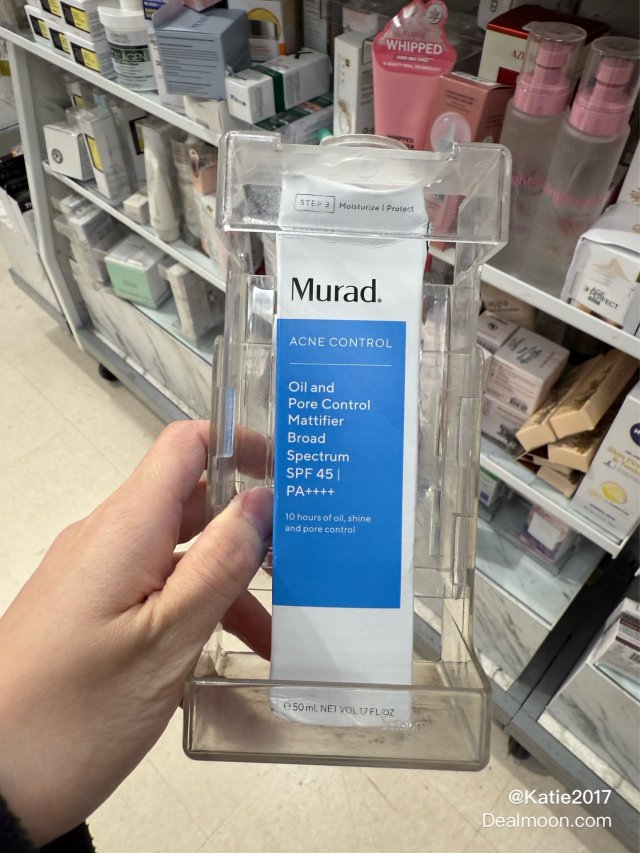 WHIPPED
STEP 3 Moisturize | Protect
Murad.
ACNE CONTROL
Oil and
Pore Control
Mattifier
Broad
Spectrum
SPF 45 |
PA++++
10 hours of oil, shine
and pore control
e 50 mL NET VOL 1.7 FL OZ
@Katie2017
Dealmoon.com